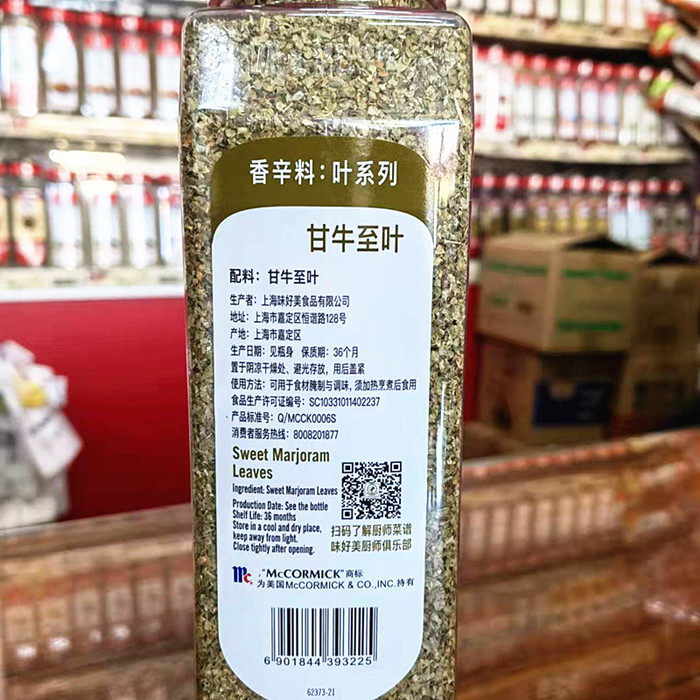 香辛料：叶系列
甘牛至叶
配料：甘牛至叶
生产者：上海味好美食品有限公司
地址：上海市嘉定区恒谐路128号
产地：上海市嘉定区
生产日期：见瓶身 保质期：36个月
置于阴凉干燥处、避光存放，用后盖紧
使用方法：可用于食材腌制与调味，须加热烹煮后食用
食品生产许可证编号：SC10331011402237
产品标准号：Q/MCCK0006S
消费者服务热线：8008201877
Sweet Marjoram
Leaves
Ingredient: Sweet Marjoram Leaves
Production Date: See the bottle
Shelf Life: 36 months
Store in a cool and dry place,
keep away from light.
Close tightly after opening.
扫码了解厨师菜谱
味好美厨师俱乐部
mc, "McCORMICK"商标
为美国McCORMICK & CO.,INC.持有
6 901844 393225
62373-21